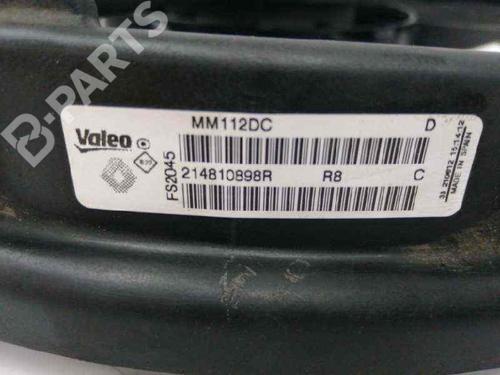 B-PARTS
Valeo
MM112DC D
FS2045
214810898R R8 C
MADE IN SPAIN